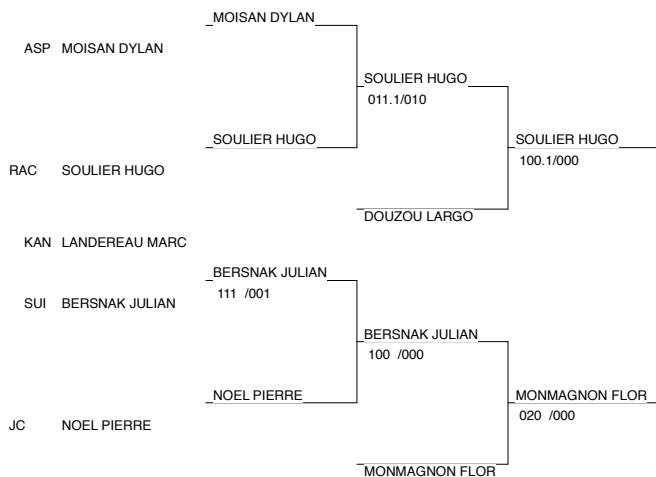 MOISAN DYLAN
ASP MOISAN DYLAN
SOULIER HUGO
011.1/010
SOULIER HUGO
SOULIER HUGO
100.1/000
RAC SOULIER HUGO
DOUZOU LARGO
KAN LANDEREAU MARC
BERSNAK JULIAN
111 /001
SUI BERSNAK JULIAN
BERSNAK JULIAN
100 /000
NOEL PIERRE
MONMAGNON FLOR
020 /000
JC NOEL PIERRE
MONMAGNON FLOR